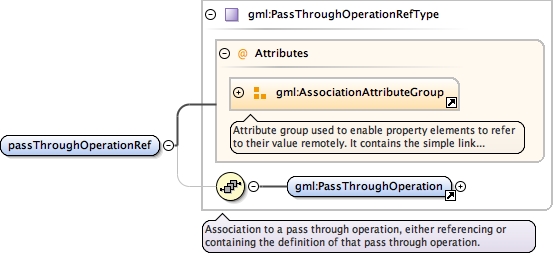 gml:PassThroughOperationRefType
@ Attributes
gml:AssociationAttributeGroup
Attribute group used to enable property elements to refer
to their value remotely. It contains the simple link...
passThroughOperationRef
gml:PassThroughOperation
Association to a pass through operation, either referencing or
containing the definition of that pass through operation.